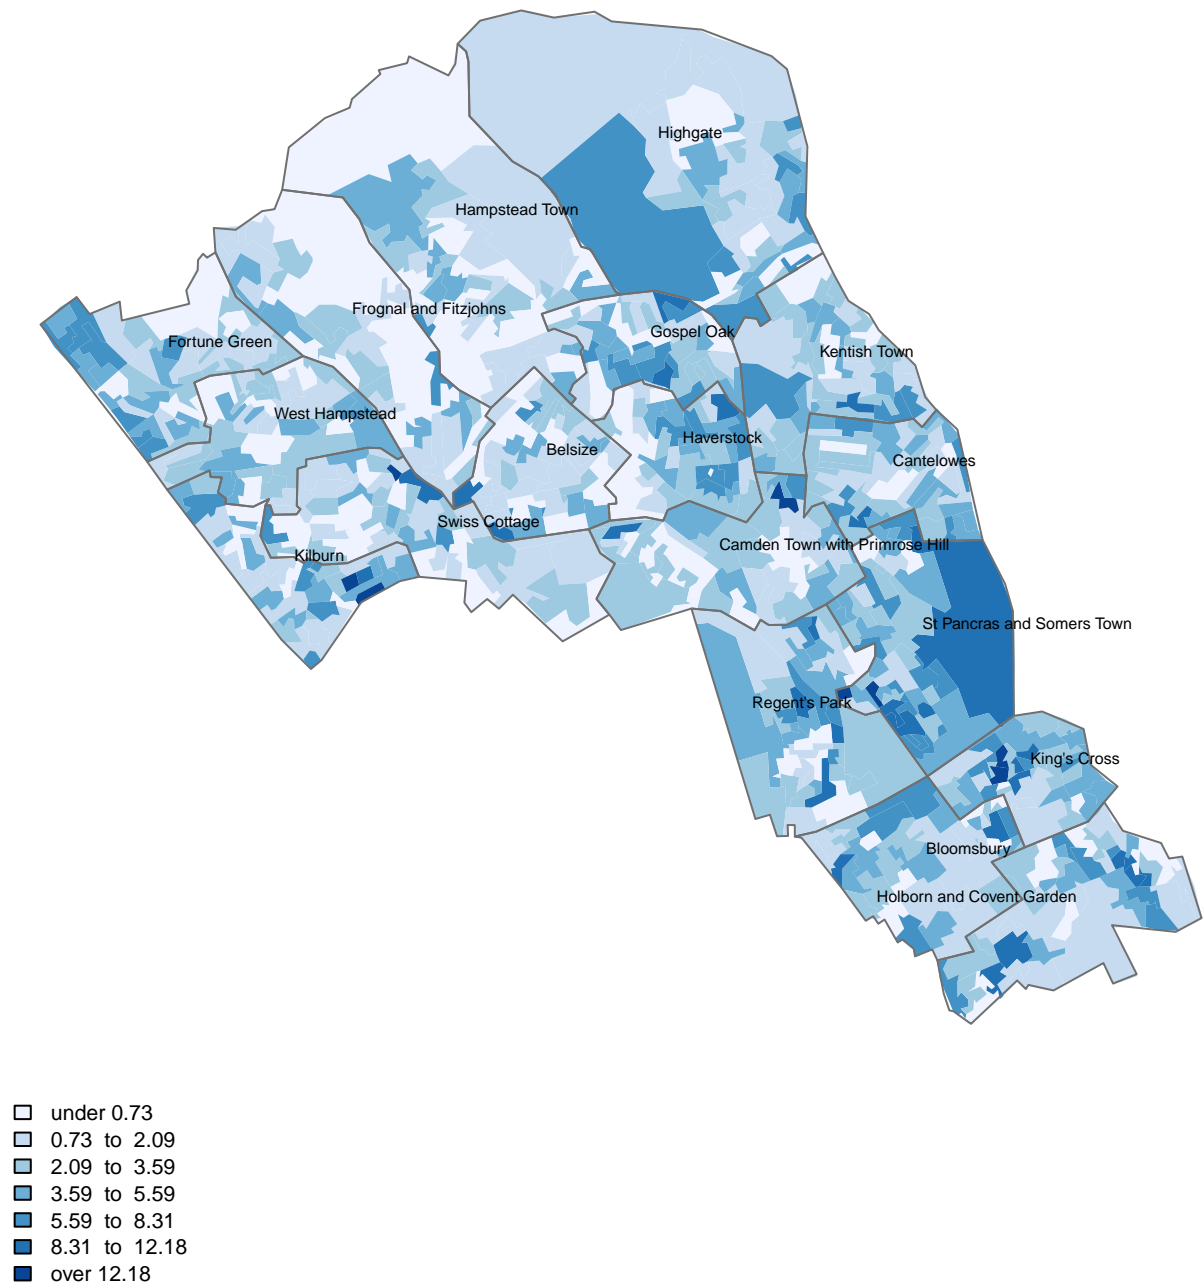 Highgate
Hampstead Town
Frognal and Fitzjohns
Gospel Oak
Fortune Green
Kentish Town
West Hampstead
Haverstock
Belsize
Cantelowes
Swiss Cottage
Camden Town with Primrose Hill
Kilburn
St Pancras and Somers Town
Regent's Park
King's Cross
Bloomsbury
Holborn and Covent Garden
under 0.73
0.73 to 2.09
2.09 to 3.59
3.59 to 5.59
5.59 to 8.31
8.31 to 12.18
over 12.18